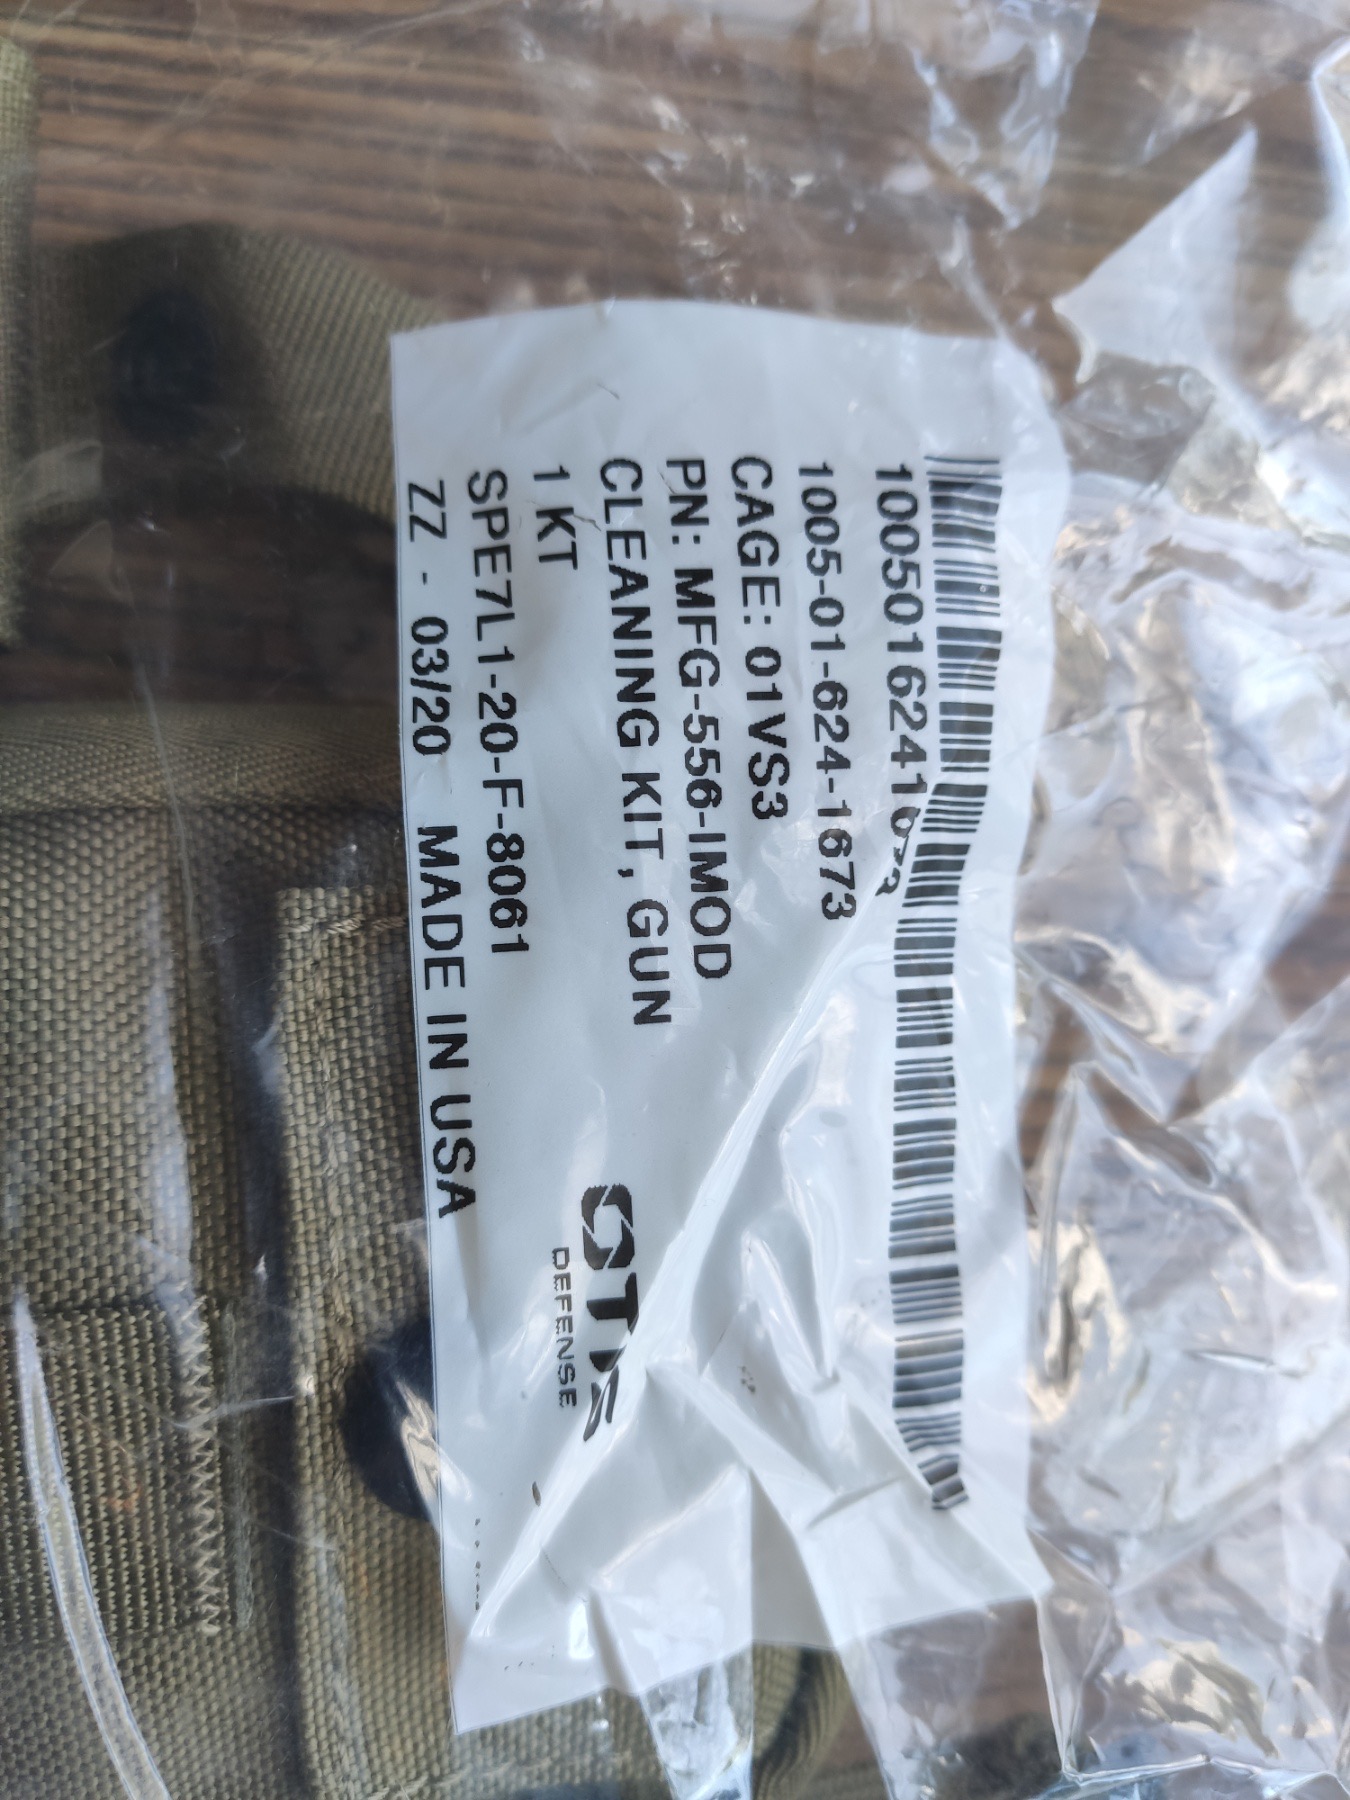 1005016241673
1005-01-624-1673
CAGE: 01VS3
PN: MFG-556-IMOD
CLEANING KIT, GUN
1 KT
SPE7L1-20-F-8061
ZZ - 03/20 MADE IN USA
OTIS
DEFENSE